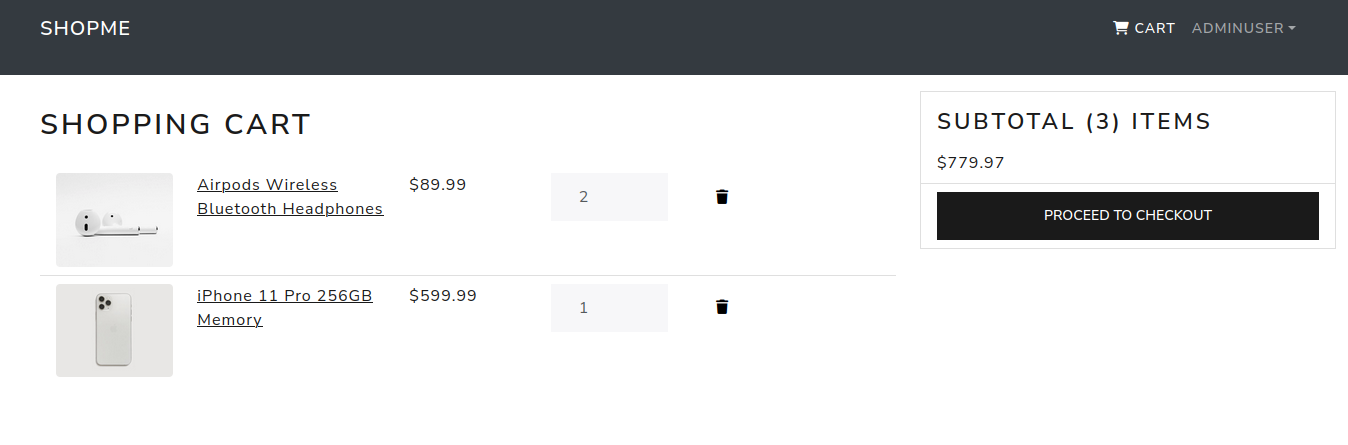 SHOPME
CART ADMINUSER
SHOPPING CART
Airpods Wireless
Bluetooth Headphones
$89.99
2
iPhone 11 Pro 256GB
Memory
$599.99
1
SUBTOTAL (3) ITEMS
$779.97
PROCEED TO CHECKOUT